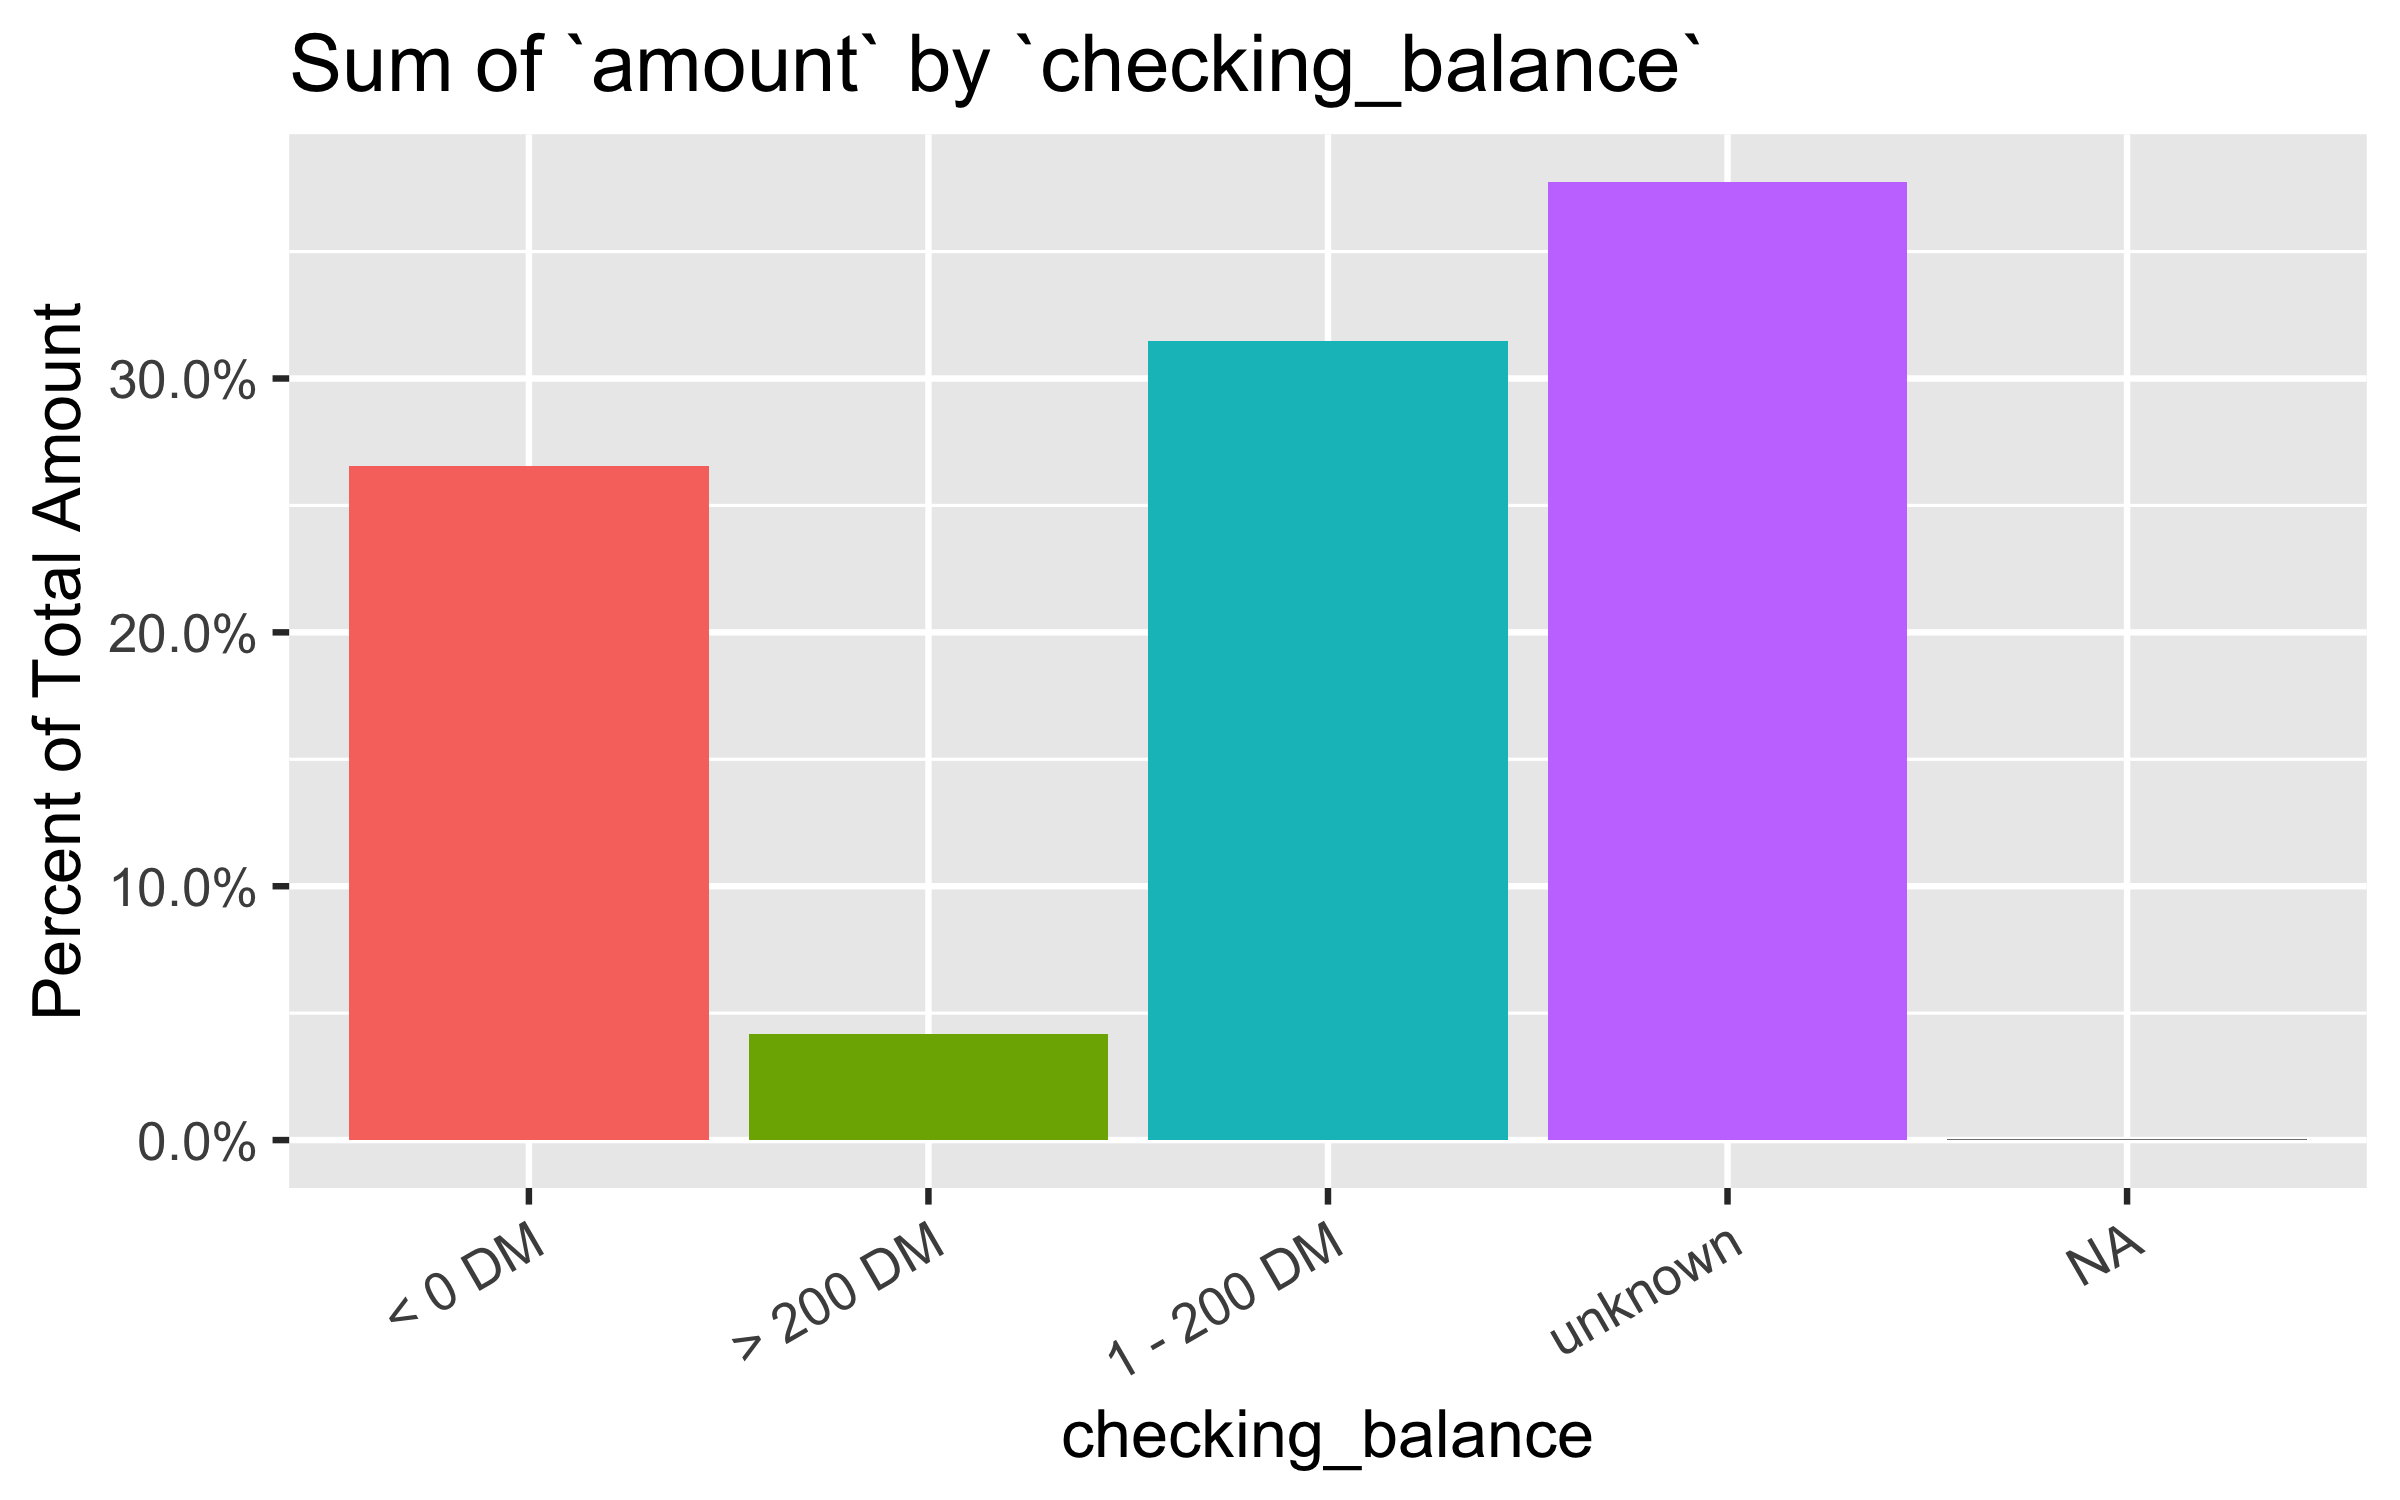 Sum of `amount` by `checking_balance`
Percent of Total Amount
30.0%
20.0%
10.0%
0.0%
< 0 DM
> 200 DM
1 - 200 DM
unknown
NA
checking_balance